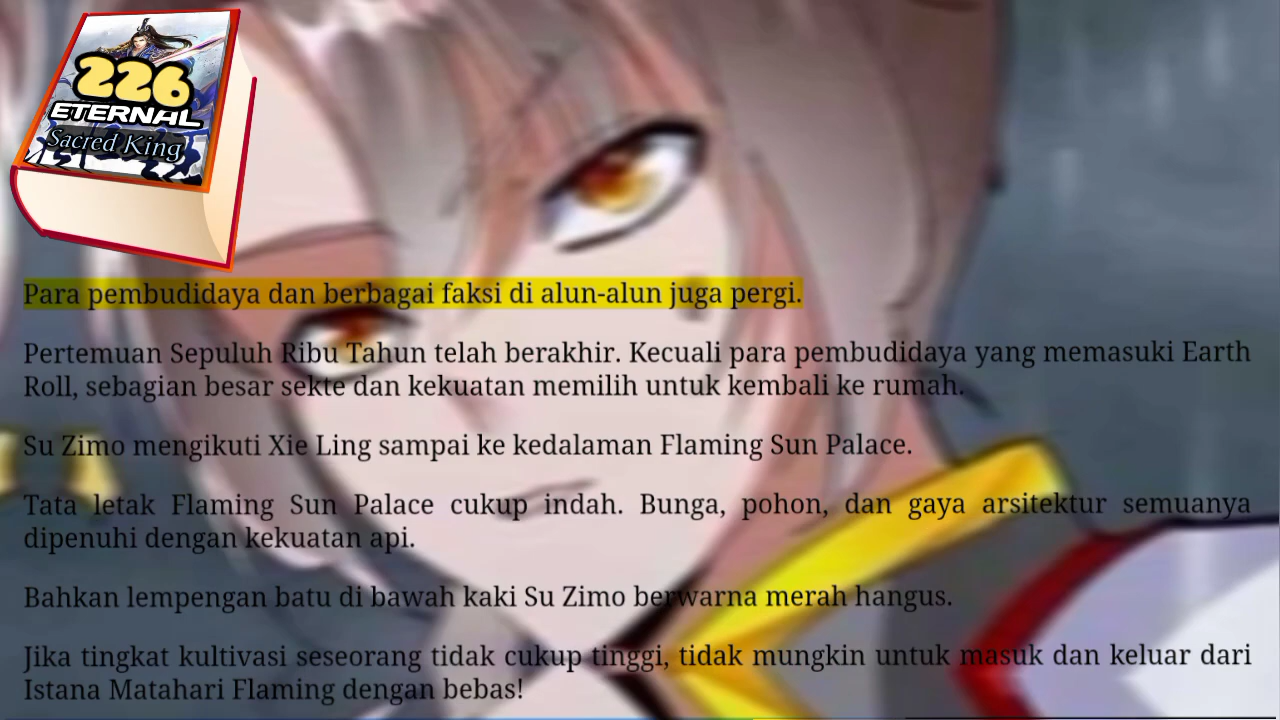 226
ETERNAL
Sacred King
Para pembudidaya dan berbagai faksi di alun-alun juga pergi.
Pertemuan Sepuluh Ribu Tahun telah berakhir. Kecuali para pembudidaya yang memasuki Earth
Roll, sebagian besar sekte dan kekuatan memilih untuk kembali ke rumah.
Su Zimo mengikuti Xie Ling sampai ke kedalaman Flaming Sun Palace.
Tata letak Flaming Sun Palace cukup indah. Bunga, pohon, dan gaya arsitektur semuanya
dipenuhi dengan kekuatan api.
Bahkan lempengan batu di bawah kaki Su Zimo berwarna merah hangus.
Jika tingkat kultivasi seseorang tidak cukup tinggi, tidak mungkin untuk masuk dan keluar dari
Istana Matahari Flaming dengan bebas!